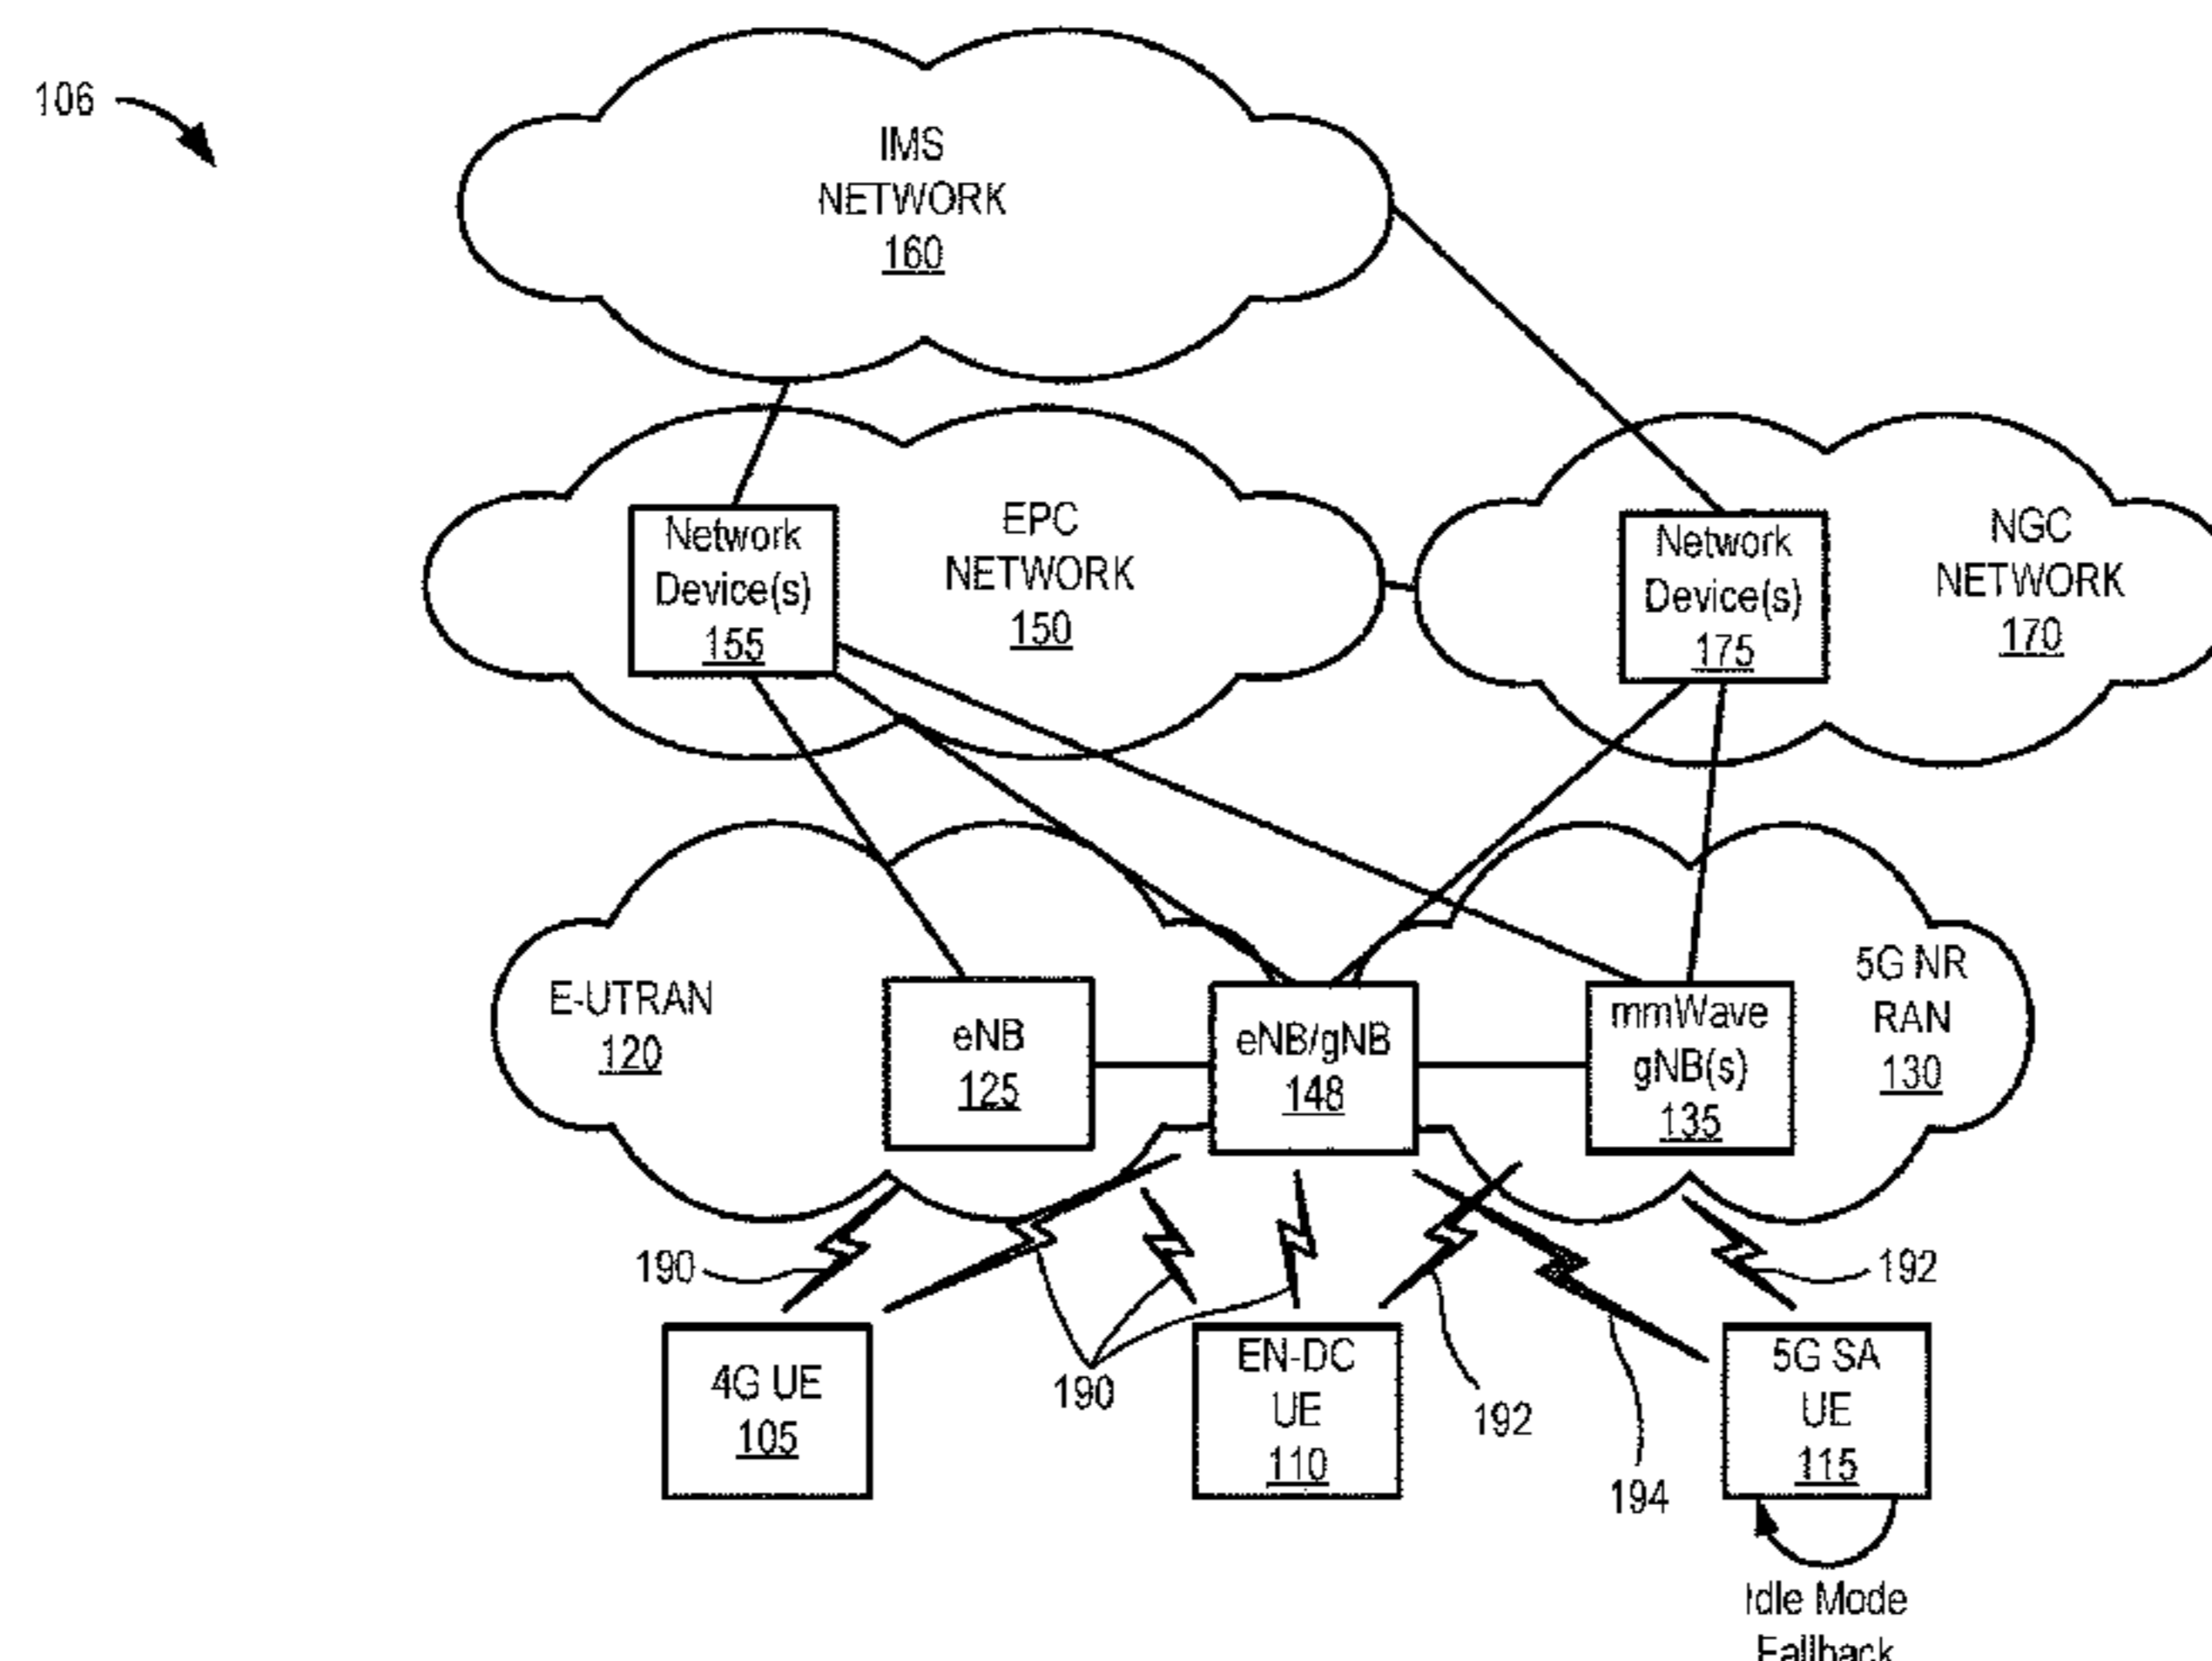 106
IMS
NETWORK
160
Network
Device(s)
155
EPC
NETWORK
150
Network
Device(s)
175
NGC
NETWORK
170
E-UTRAN
120
eNB
125
eNB/gNB
148
mmWave
gNB(s)
135
5G NR
RAN
130
190
192
4G UE
105
190
EN-DC
UE
110
192
194
5G SA
UE
115
Idle Mode
Fallback